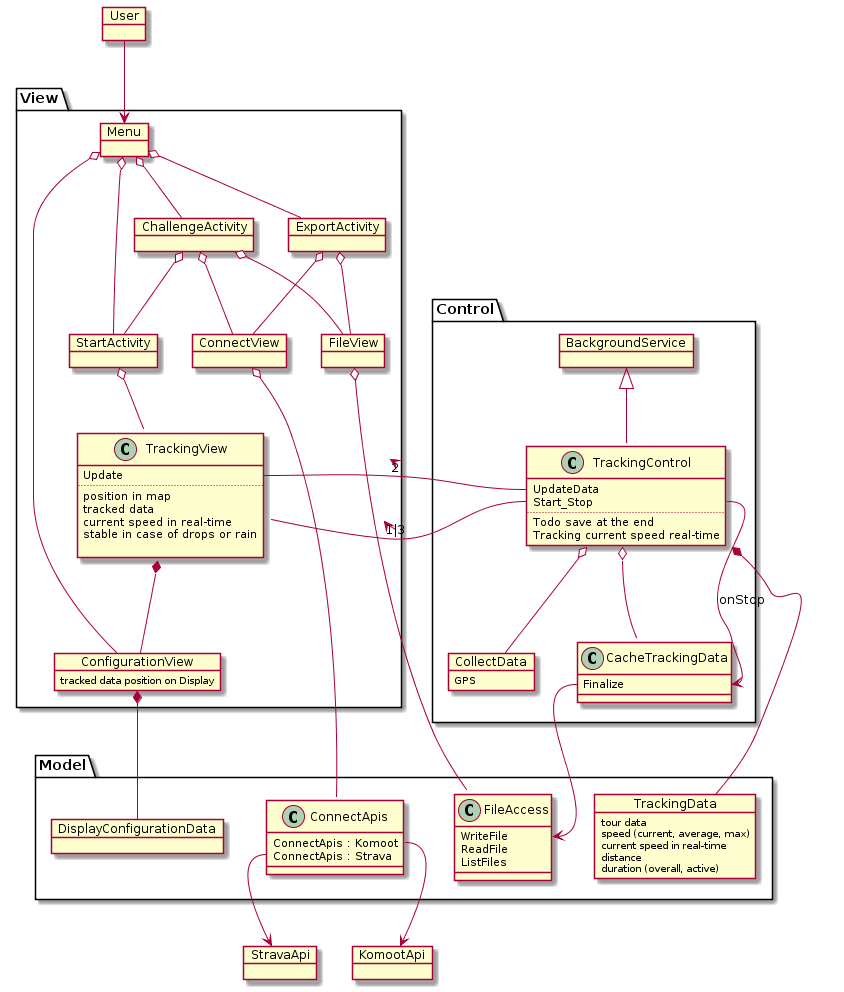 User
View
Menu
ChallengeActivity
ExportActivity
Control
StartActivity
ConnectView
FileView
BackgroundService
C TrackingView
Update
position in map
tracked data
current speed in real-time
stable in case of drops or rain
2
1|3
C TrackingControl
UpdateData
Start_Stop
Todo save at the end
Tracking current speed real-time
onStop
ConfigurationView
tracked data position on Display
CollectData
GPS
C CacheTrackingData
Finalize
Model
DisplayConfigurationData
C ConnectApis
ConnectApis : Komoot
ConnectApis : Strava
C FileAccess
WriteFile
ReadFile
ListFiles
TrackingData
tour data
speed (current, average, max)
current speed in real-time
distance
duration (overall, active)
StravaApi
KomootApi